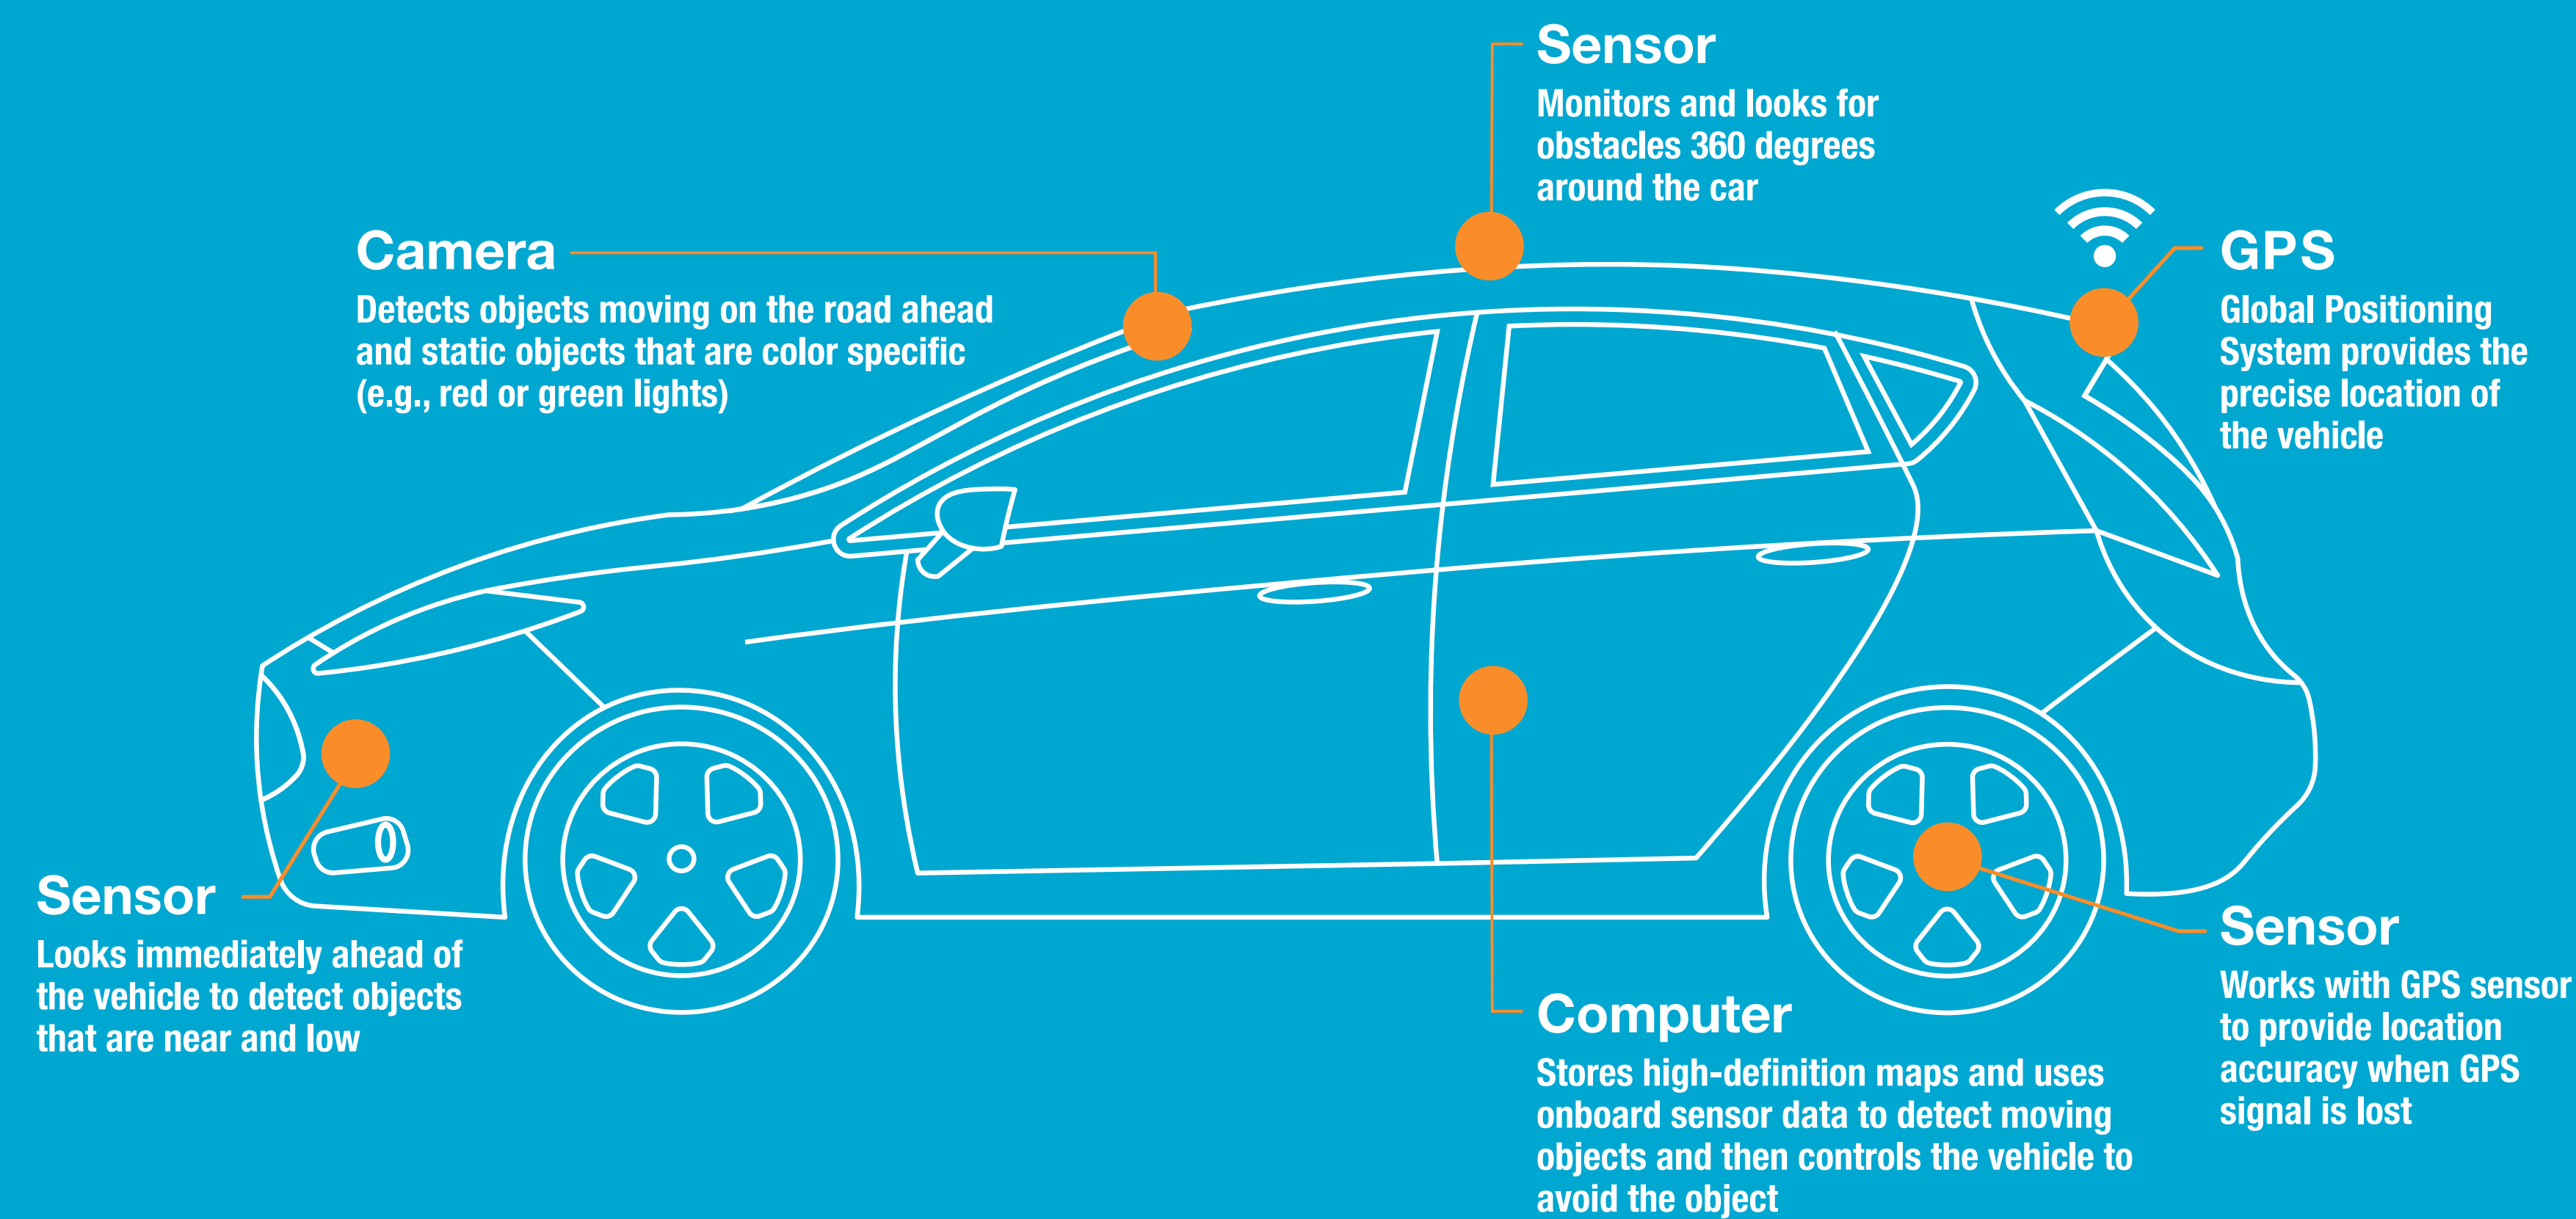 Sensor
Monitors and looks for
obstacles 360 degrees
around the car
Camera
Detects objects moving on the road ahead
and static objects that are color specific
(e.g., red or green lights)
GPS
Global Positioning
System provides the
precise location of
the vehicle
Sensor
Looks immediately ahead of
the vehicle to detect objects
that are near and low
Computer
Stores high-definition maps and uses
onboard sensor data to detect moving
objects and then controls the vehicle to
avoid the object
Sensor
Works with GPS sensor
to provide location
accuracy when GPS
signal is lost